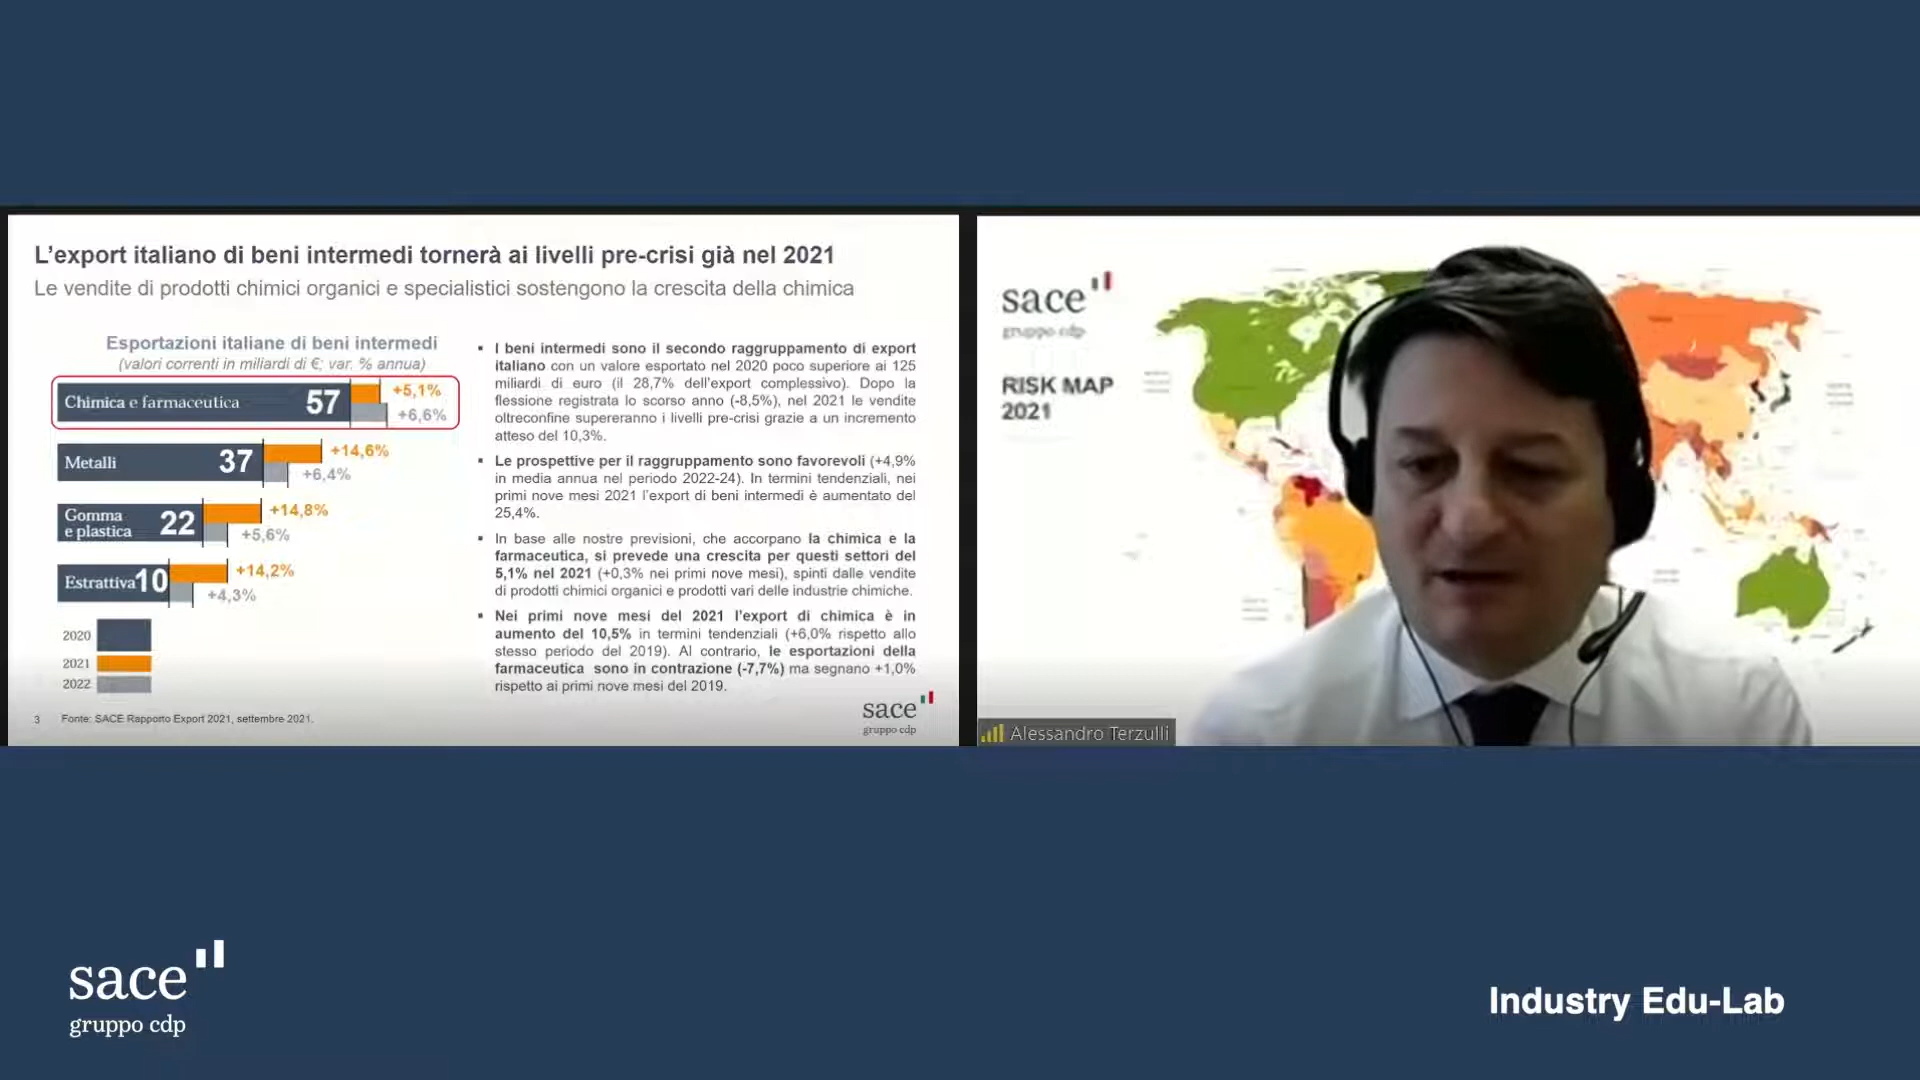 L'export italiano di beni intermedi tornerà ai livelli pre-crisi già nel 2021
Le vendite di prodotti chimici organici e specialistici sostengono la crescita della chimica
Esportazioni italiane di beni intermedi
(valori correnti in miliardi di €; var. % annua)
Chimica e farmaceutica 57 +5,1%
+6,6%
Metalli 37 +14,6%
+6,4%
Gomma
e plastica 22 +14,8%
+5,6%
Estrattiva 10 +14,2%
+4,3%
2020
2021
2022
▪ I beni intermedi sono il secondo raggruppamento di export
italiano con un valore esportato nel 2020 poco superiore ai 125
miliardi di euro (il 28,7% dell'export complessivo). Dopo la
flessione registrata lo scorso anno (-8,5%), nel 2021 le vendite
oltreconfine supereranno i livelli pre-crisi grazie a un incremento
atteso del 10,3%.
▪ Le prospettive per il raggruppamento sono favorevoli (+4,9%
in media annua nel periodo 2022-24). In termini tendenziali, nei
primi nove mesi 2021 l'export di beni intermedi è aumentato del
25,4%.
▪ In base alle nostre previsioni, che accorpano la chimica e la
farmaceutica, si prevede una crescita per questi settori del
5,1% nel 2021 (+0,3% nei primi nove mesi), spinti dalle vendite
di prodotti chimici organici e prodotti vari delle industrie chimiche.
▪ Nei primi nove mesi del 2021 l'export di chimica è in
aumento del 10,5% in termini tendenziali (+6,0% rispetto allo
stesso periodo del 2019). Al contrario, le esportazioni della
farmaceutica sono in contrazione (-7,7%) ma segnano +1,0%
rispetto ai primi nove mesi del 2019.
3 Fonte: SACE Rapporto Export 2021, settembre 2021.
sace
gruppo cdp
sace
gruppo cdp
RISK MAP
2021
Alessandro Terzulli
sace
gruppo cdp
Industry Edu-Lab